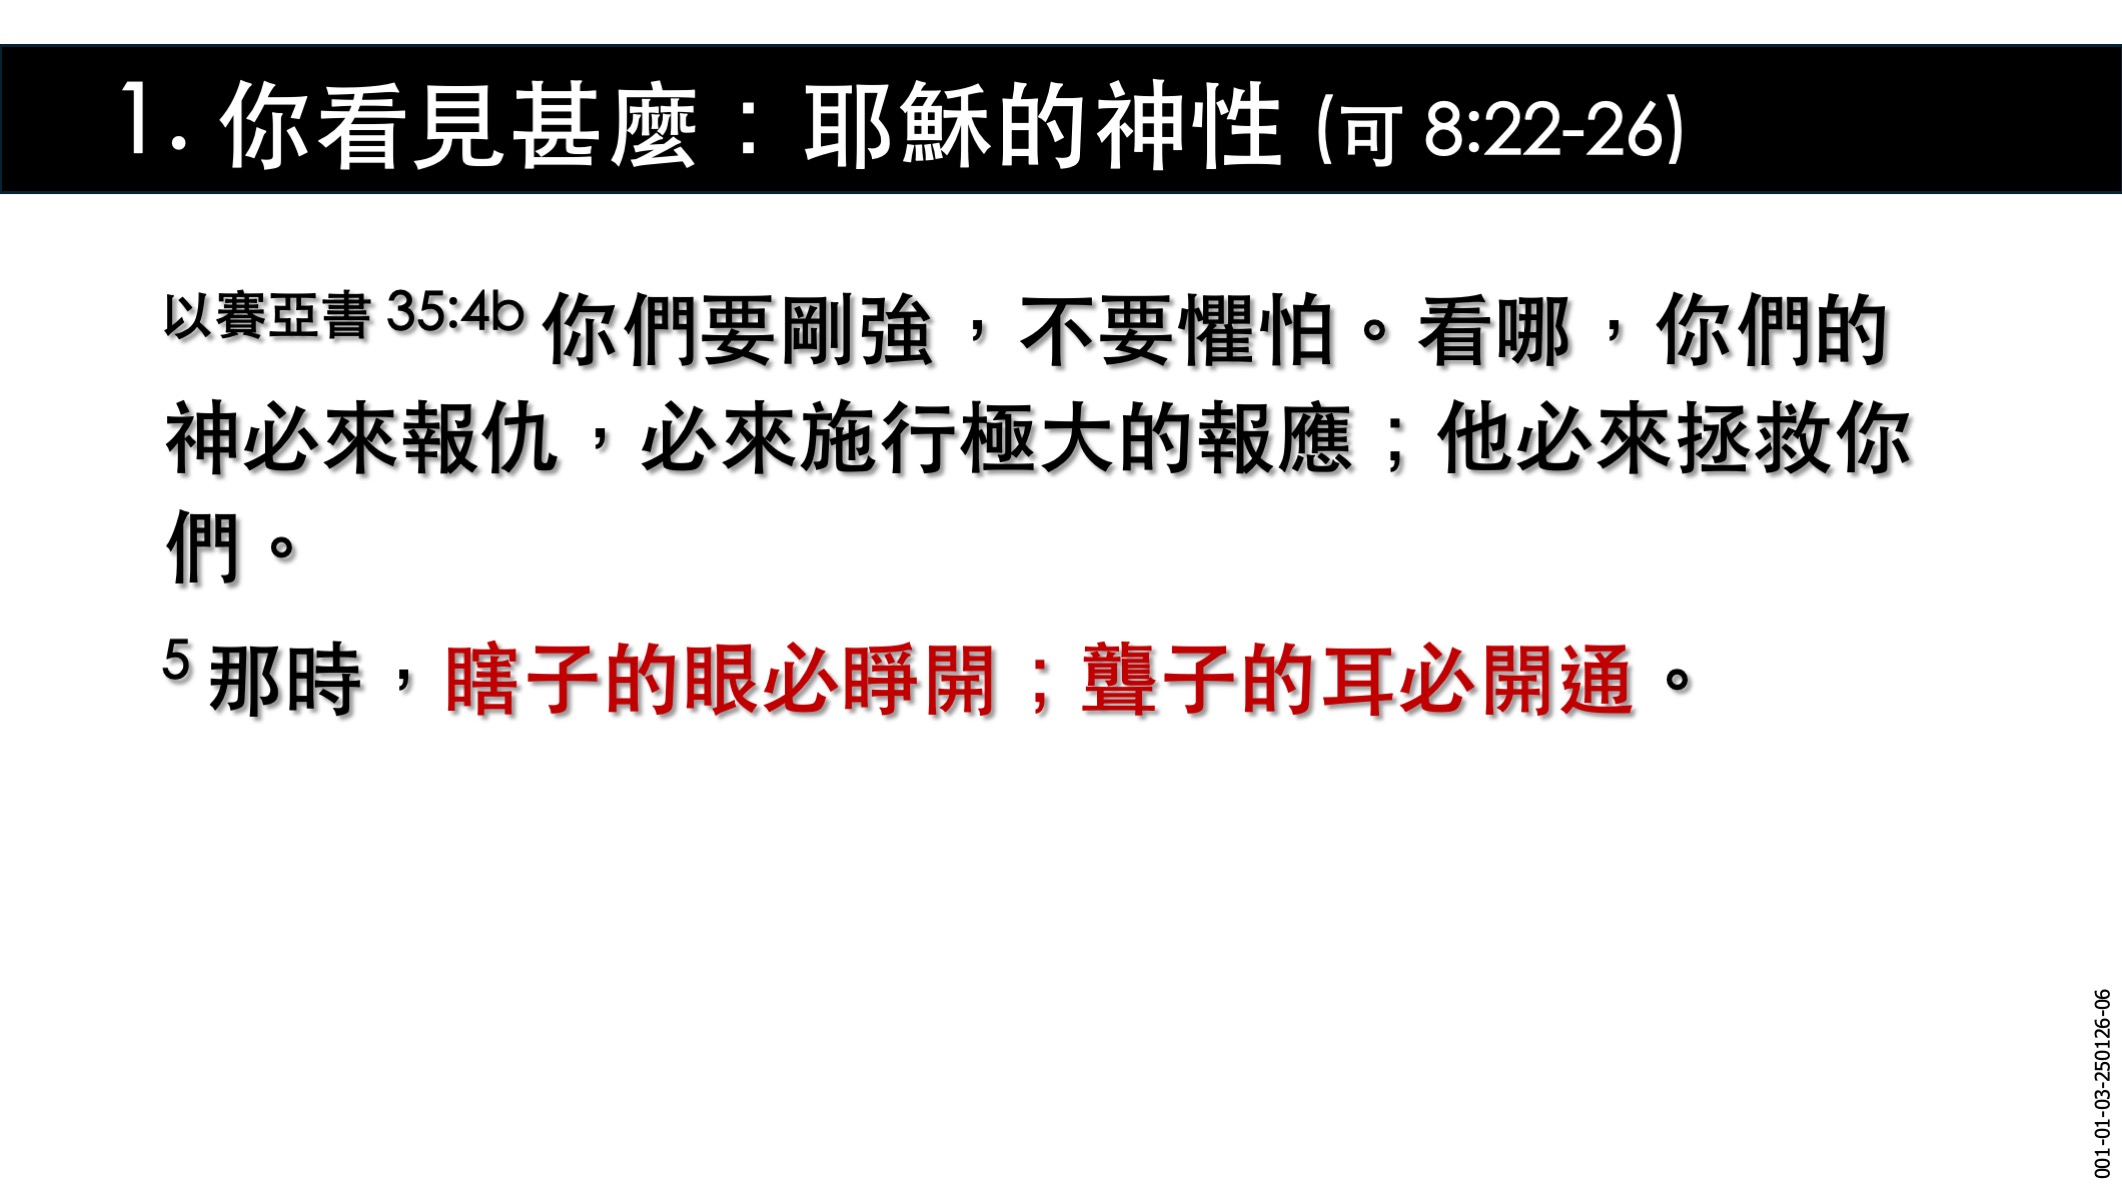 1. 你看見甚麼：耶穌的神性 (可 8:22-26)
以賽亞書 35:4b 你們要剛強，不要懼怕。看哪，你們的
神必來報仇，必來施行極大的報應；他必來拯救你
們。
5 那時，瞎子的眼必睜開；聾子的耳必開通。
001-01-03-250126-06